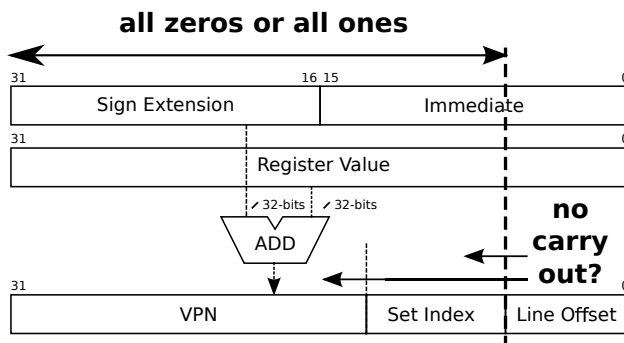 all zeros or all ones
31 16 15 0
Sign Extension Immediate
31 0
Register Value
32-bits 32-bits
ADD
no
carry
out?
31 0
VPN Set Index Line Offset